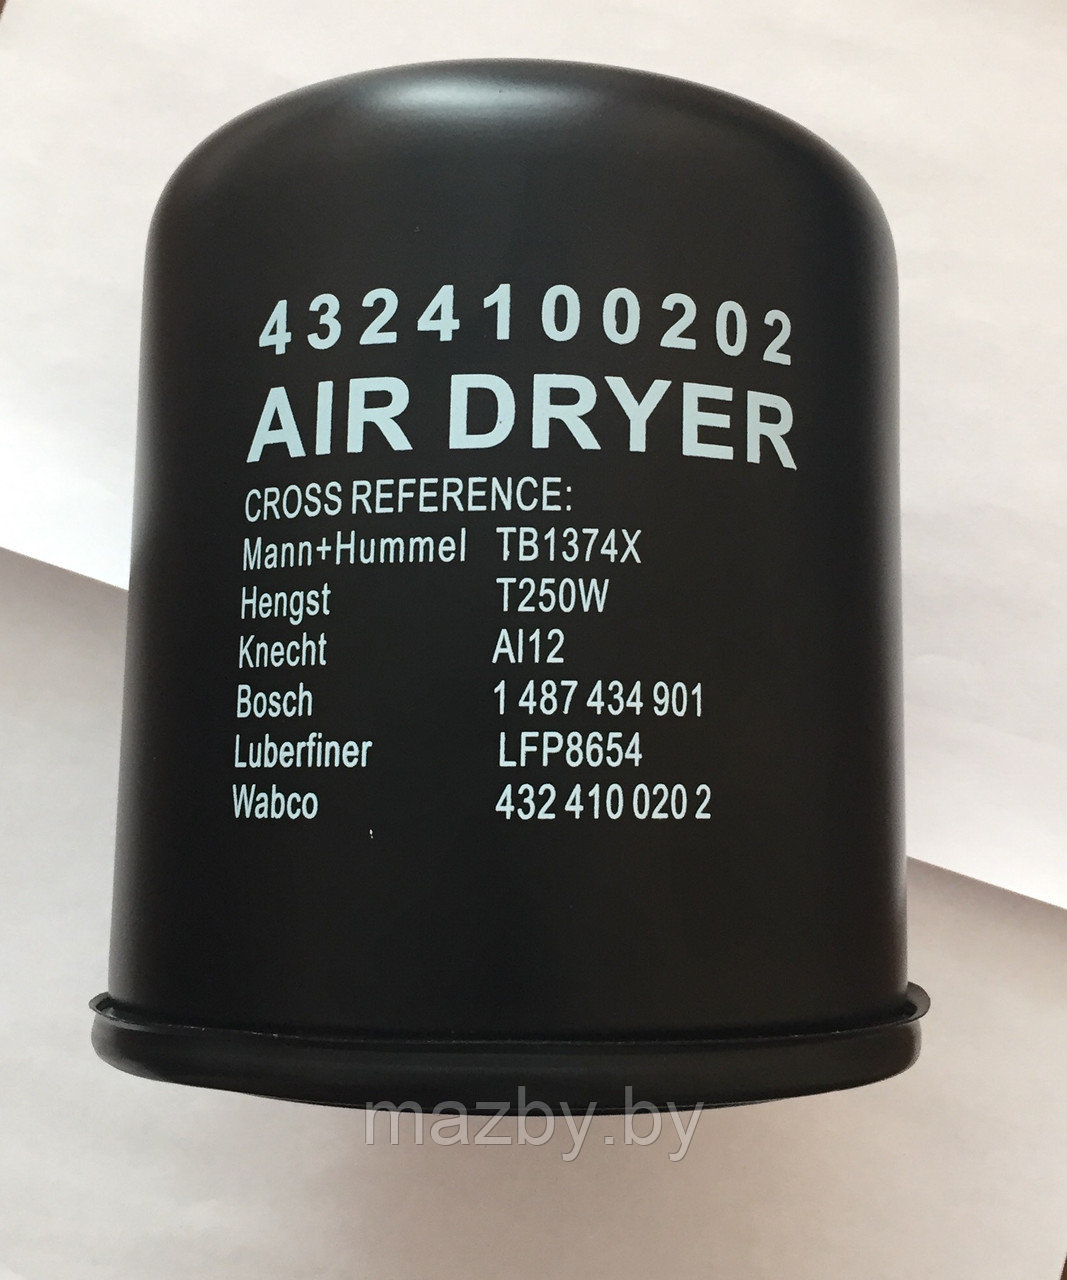 4324100202
AIR DRYER
CROSS REFERENCE:
Mann+Hummel TB1374X
Hengst T250W
Knecht Al12
Bosch 1 487 434 901
Luberfiner LFP8654
Wabco 432 410 020 2
mazby.by